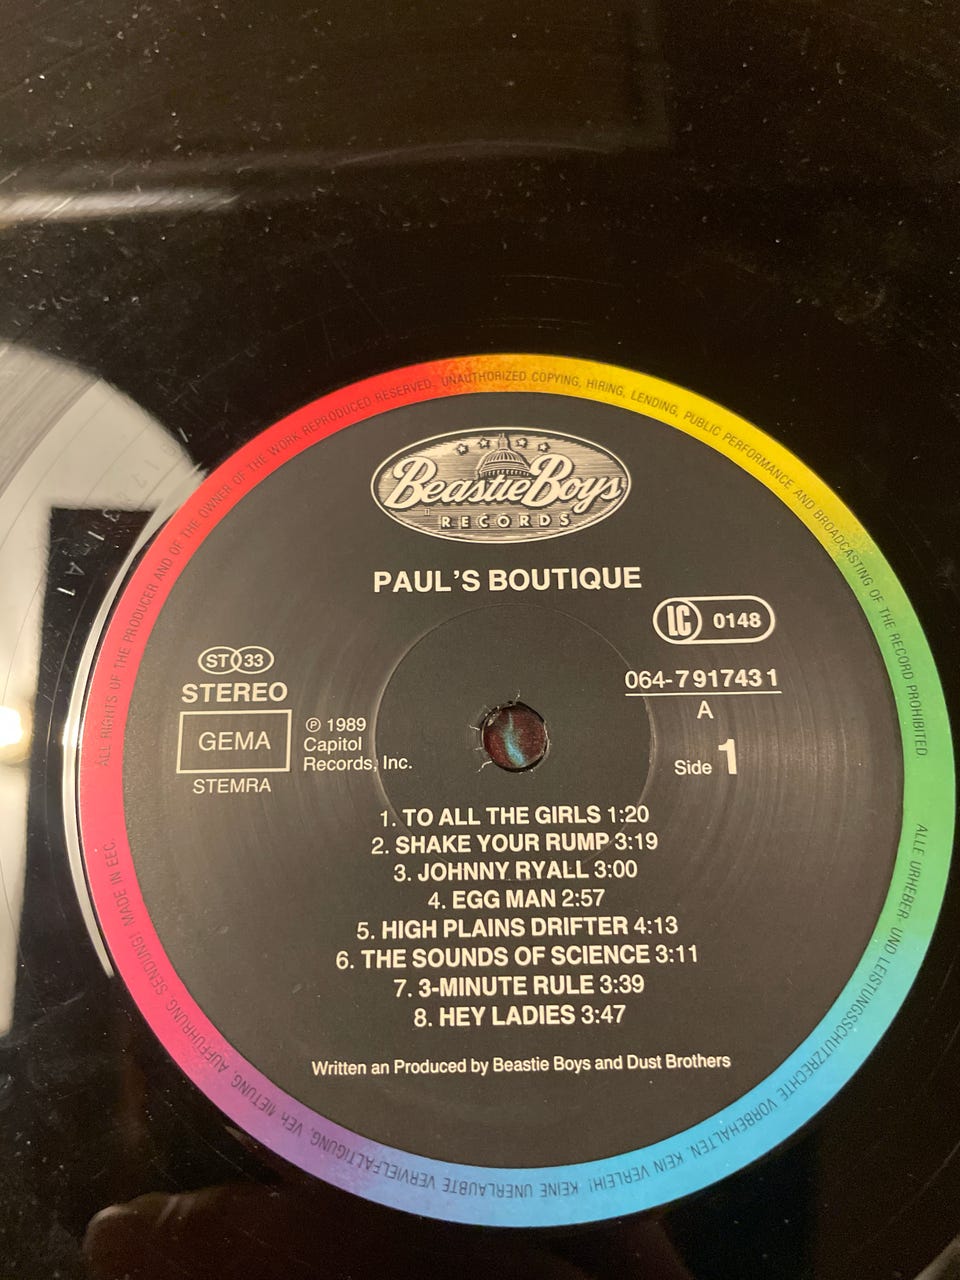 ALL RIGHTS OF THE PRODUCER AND OF THE OWNER OF THE WORK REPRODUCED RESERVED, UNAUTHORIZED COPYING, HIRING, LENDING, PUBLIC PERFORMANCE AND BROADCASTING OF THE RECORD PROHIBITED.
Beastie Boys
RECORDS
PAUL'S BOUTIQUE
LC 0148
ST 33
STEREO
GEMA
STEMRA
℗ 1989
Capitol
Records, Inc.
064-7917431
A
Side 1
1. TO ALL THE GIRLS 1:20
2. SHAKE YOUR RUMP 3:19
3. JOHNNY RYALL 3:00
4. EGG MAN 2:57
5. HIGH PLAINS DRIFTER 4:13
6. THE SOUNDS OF SCIENCE 3:11
7. 3-MINUTE RULE 3:39
8. HEY LADIES 3:47
Written an Produced by Beastie Boys and Dust Brothers
ALLE URHEBER- UND LEISTUNGSSCHUTZRECHTE VORBEHALTEN. KEIN VERLEIH! KEINE UNERLAUBTE VERVIELFÄLTIGUNG, VERMIETUNG, AUFFÜHRUNG, SENDUNG! MADE IN EEC.